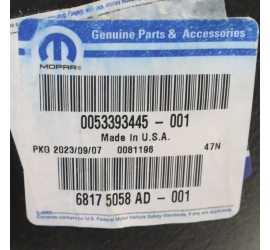 MOPAR
Genuine Parts & Accessories
0053393445 - 001
Made in U.S.A.
PKG 2023/09/07 0081196 47N
6817 5058 AD - 001